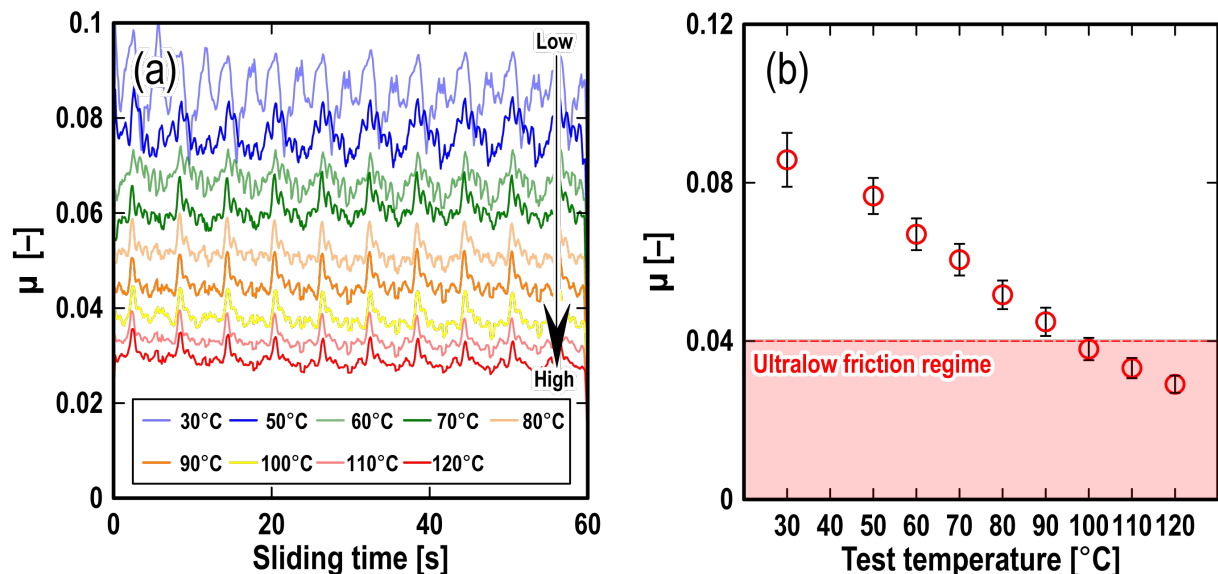 (a)
Low
High
0.1
0.08
0.06
0.04
0.02
0
μ [−]
30°C 50°C 60°C 70°C 80°C
90°C 100°C 110°C 120°C
0 20 40 60
Sliding time [s]
(b)
0.12
0.08
0.04
0
μ [−]
Ultralow friction regime
30 40 50 60 70 80 90 100 110 120
Test temperature [°C]